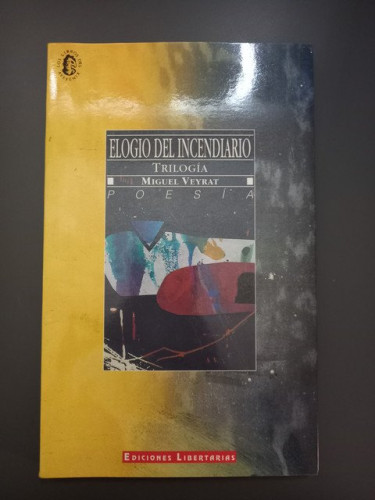 ELOGIO DEL INCENDIARIO
TRILOGÍA
MIGUEL VEYRAT
POESÍA
EDICIONES LIBERTARIAS